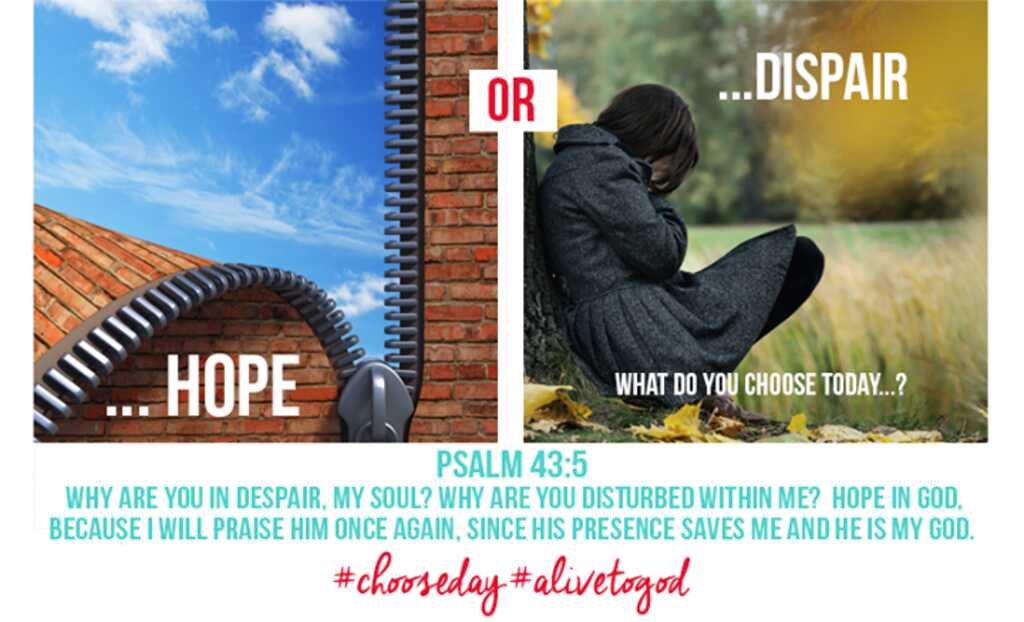 ... HOPE
OR
...DISPAIR
WHAT DO YOU CHOOSE TODAY...?
PSALM 43:5
WHY ARE YOU IN DESPAIR, MY SOUL? WHY ARE YOU DISTURBED WITHIN ME? HOPE IN GOD,
BECAUSE I WILL PRAISE HIM ONCE AGAIN, SINCE HIS PRESENCE SAVES ME AND HE IS MY GOD.
#chooseday #alivetogod